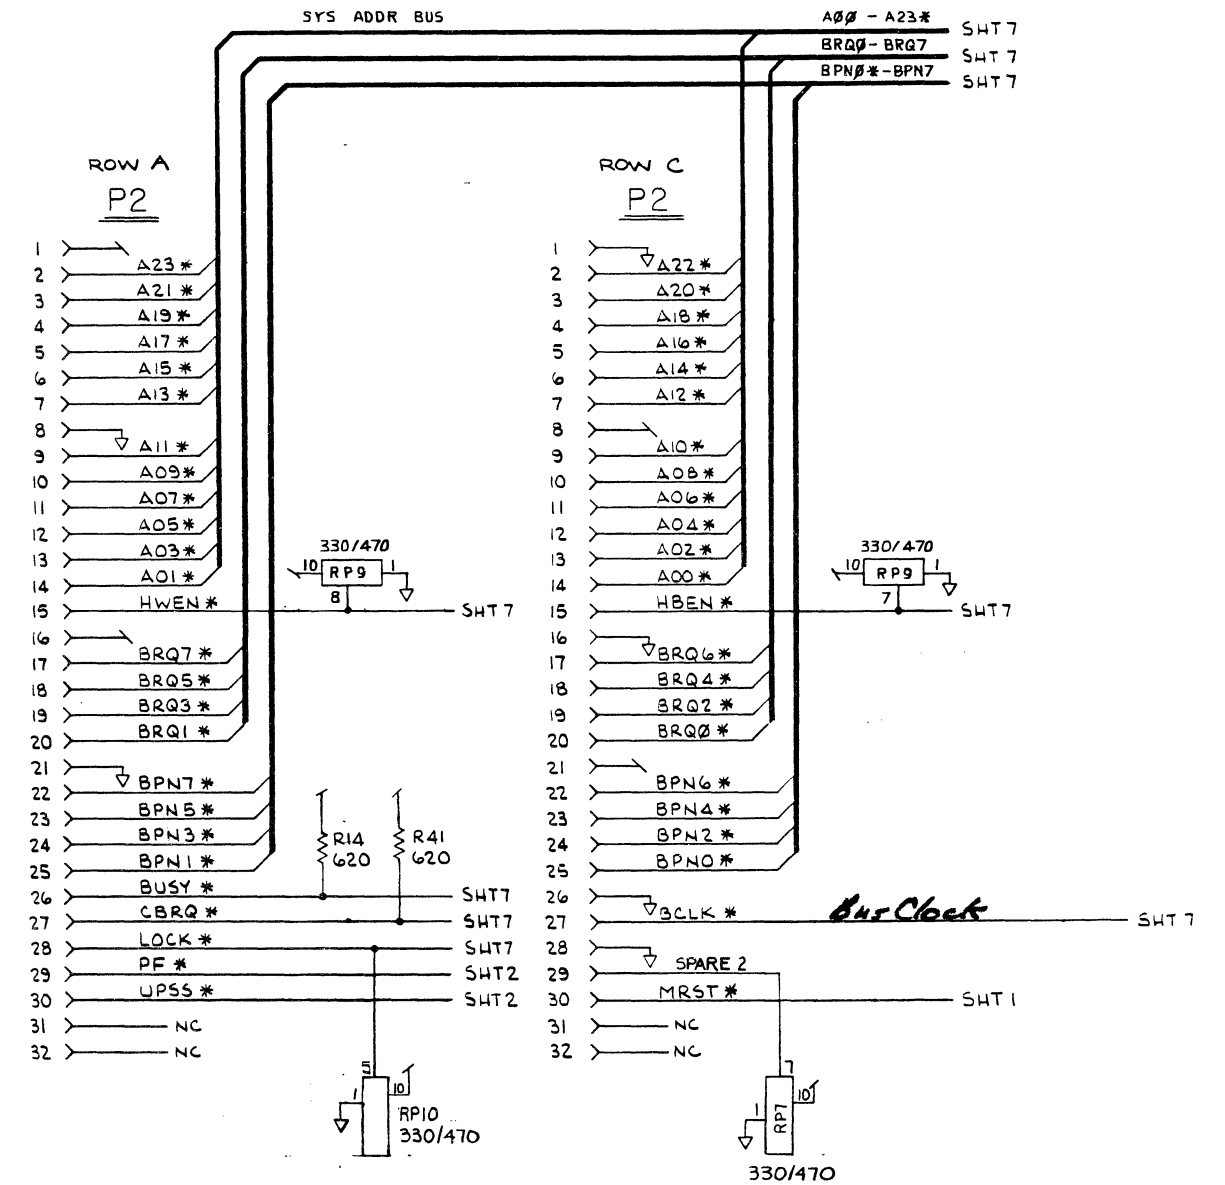 SYS ADDR BUS
AØØ - A23*
SHT 7
BRQØ- BRQ7
SHT 7
BPNØ*-BPN7
SHT 7
ROW A
P2
1
2 A23*
3 A21*
4 A19*
5 A17*
6 A15*
7 A13*
8
9 A11*
10 A09*
11 A07*
12 A05*
13 A03*
14 A01*
15 HWEN* SHT7
330/470
10 RP9 1
8
16
17 BRQ7*
18 BRQ5*
19 BRQ3*
20 BRQ1*
21
22 BPN7*
23 BPN5*
24 BPN3*
25 BPN1*
R14
620
R41
620
26 BUSY* SHT7
27 CBRQ* SHT7
28 LOCK* SHT7
29 PF* SHT2
30 UPSS* SHT2
31 NC
32 NC
1 10
RP10
330/470
ROW C
P2
1
2 A22*
3 A20*
4 A18*
5 A16*
6 A14*
7 A12*
8
9 A10*
10 A08*
11 A06*
12 A04*
13 A02*
14 A00*
15 HBEN* SHT7
330/470
10 RP9 1
7
16
17 BRQ6*
18 BRQ4*
19 BRQ2*
20 BRQØ*
21
22 BPN6*
23 BPN4*
24 BPN2*
25 BPN0*
26
27 BCLK* Bus Clock SHT 7
28
29 SPARE 2
30 MRST* SHT 1
31 NC
32 NC
7
1 RP7 10
330/470